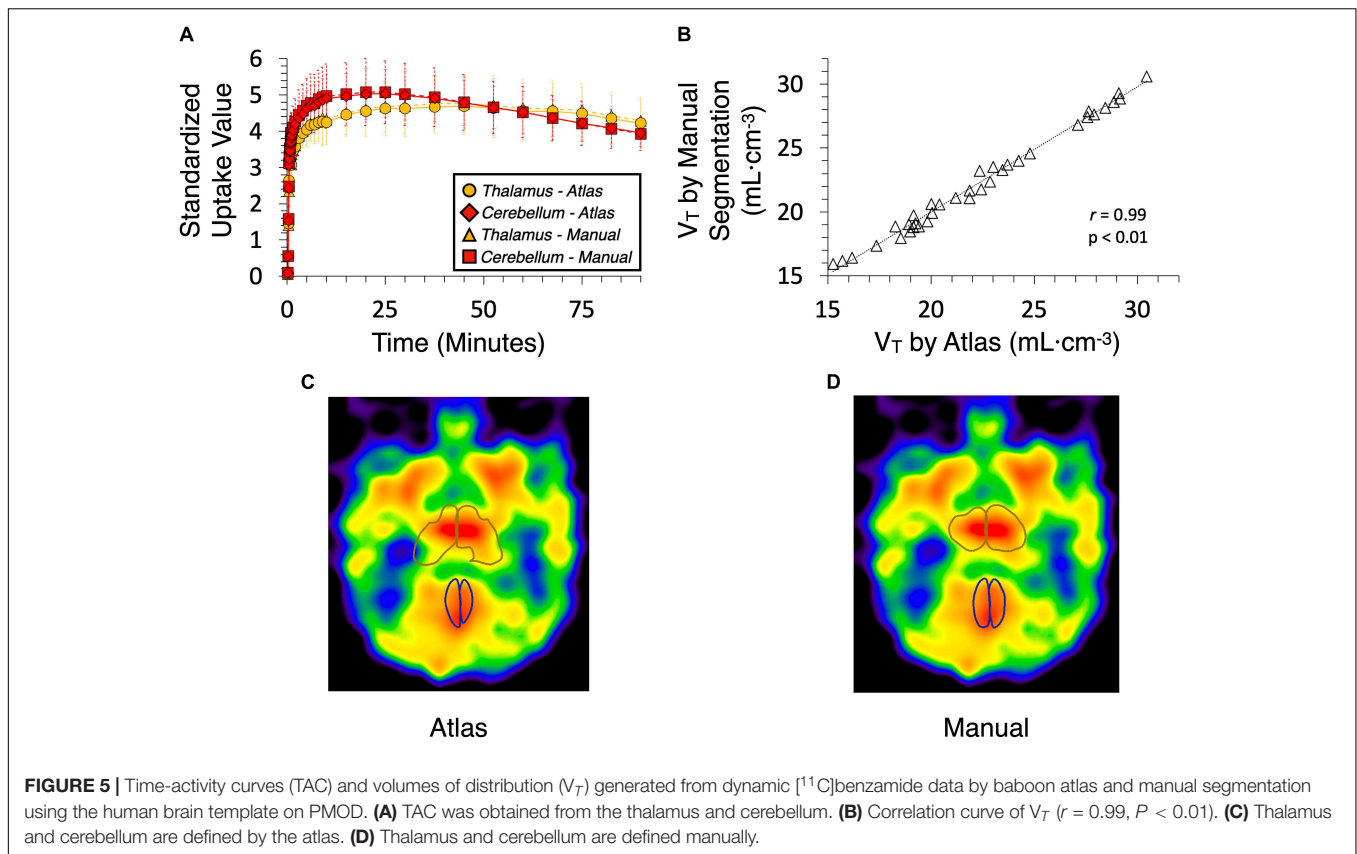 A
Standardized
Uptake Value
6
5
4
3
2
1
0
0 25 50 75
Time (Minutes)
Thalamus - Atlas
Cerebellum - Atlas
Thalamus - Manual
Cerebellum - Manual
B
V_T by Manual
Segmentation
(mL·cm⁻³)
30
25
20
15
15 20 25 30
r = 0.99
p < 0.01
V_T by Atlas (mL·cm⁻³)
C
Atlas
D
Manual
FIGURE 5 | Time-activity curves (TAC) and volumes of distribution (V_T) generated from dynamic [¹¹C]benzamide data by baboon atlas and manual segmentation
using the human brain template on PMOD. (A) TAC was obtained from the thalamus and cerebellum. (B) Correlation curve of V_T (r = 0.99, P < 0.01). (C) Thalamus
and cerebellum are defined by the atlas. (D) Thalamus and cerebellum are defined manually.